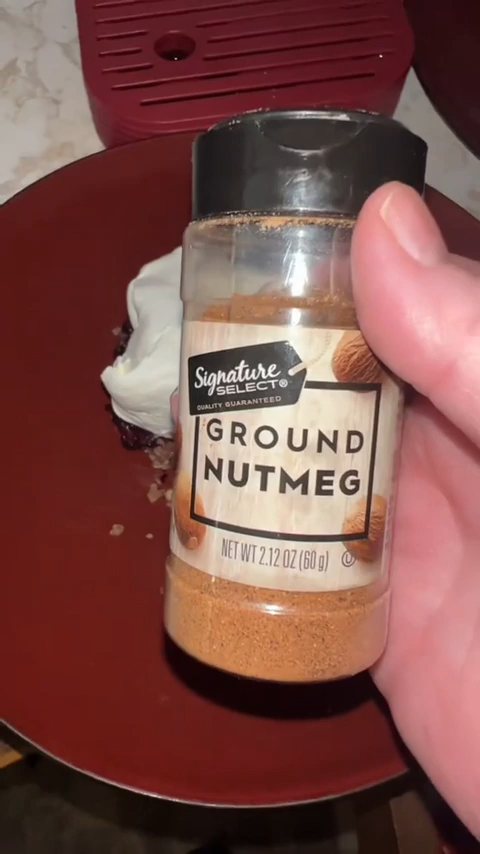 Signature
SELECT®
QUALITY GUARANTEED
GROUND
NUTMEG
NET WT 2.12 OZ (60 g) U